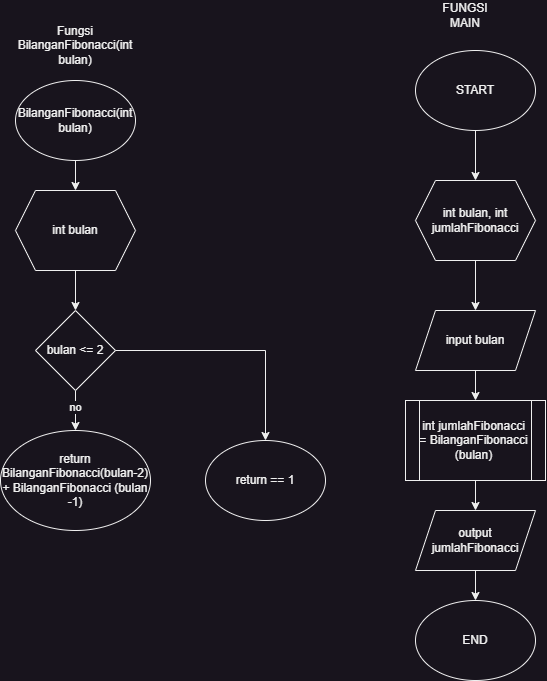 Fungsi
BilanganFibonacci(int
bulan)
BilanganFibonacci(int
bulan)
int bulan
bulan <= 2
no
return
BilanganFibonacci(bulan-2)
+ BilanganFibonacci (bulan
-1)
return == 1
FUNGSI
MAIN
START
int bulan, int
jumlahFibonacci
input bulan
int jumlahFibonacci
= BilanganFibonacci
(bulan)
output
jumlahFibonacci
END